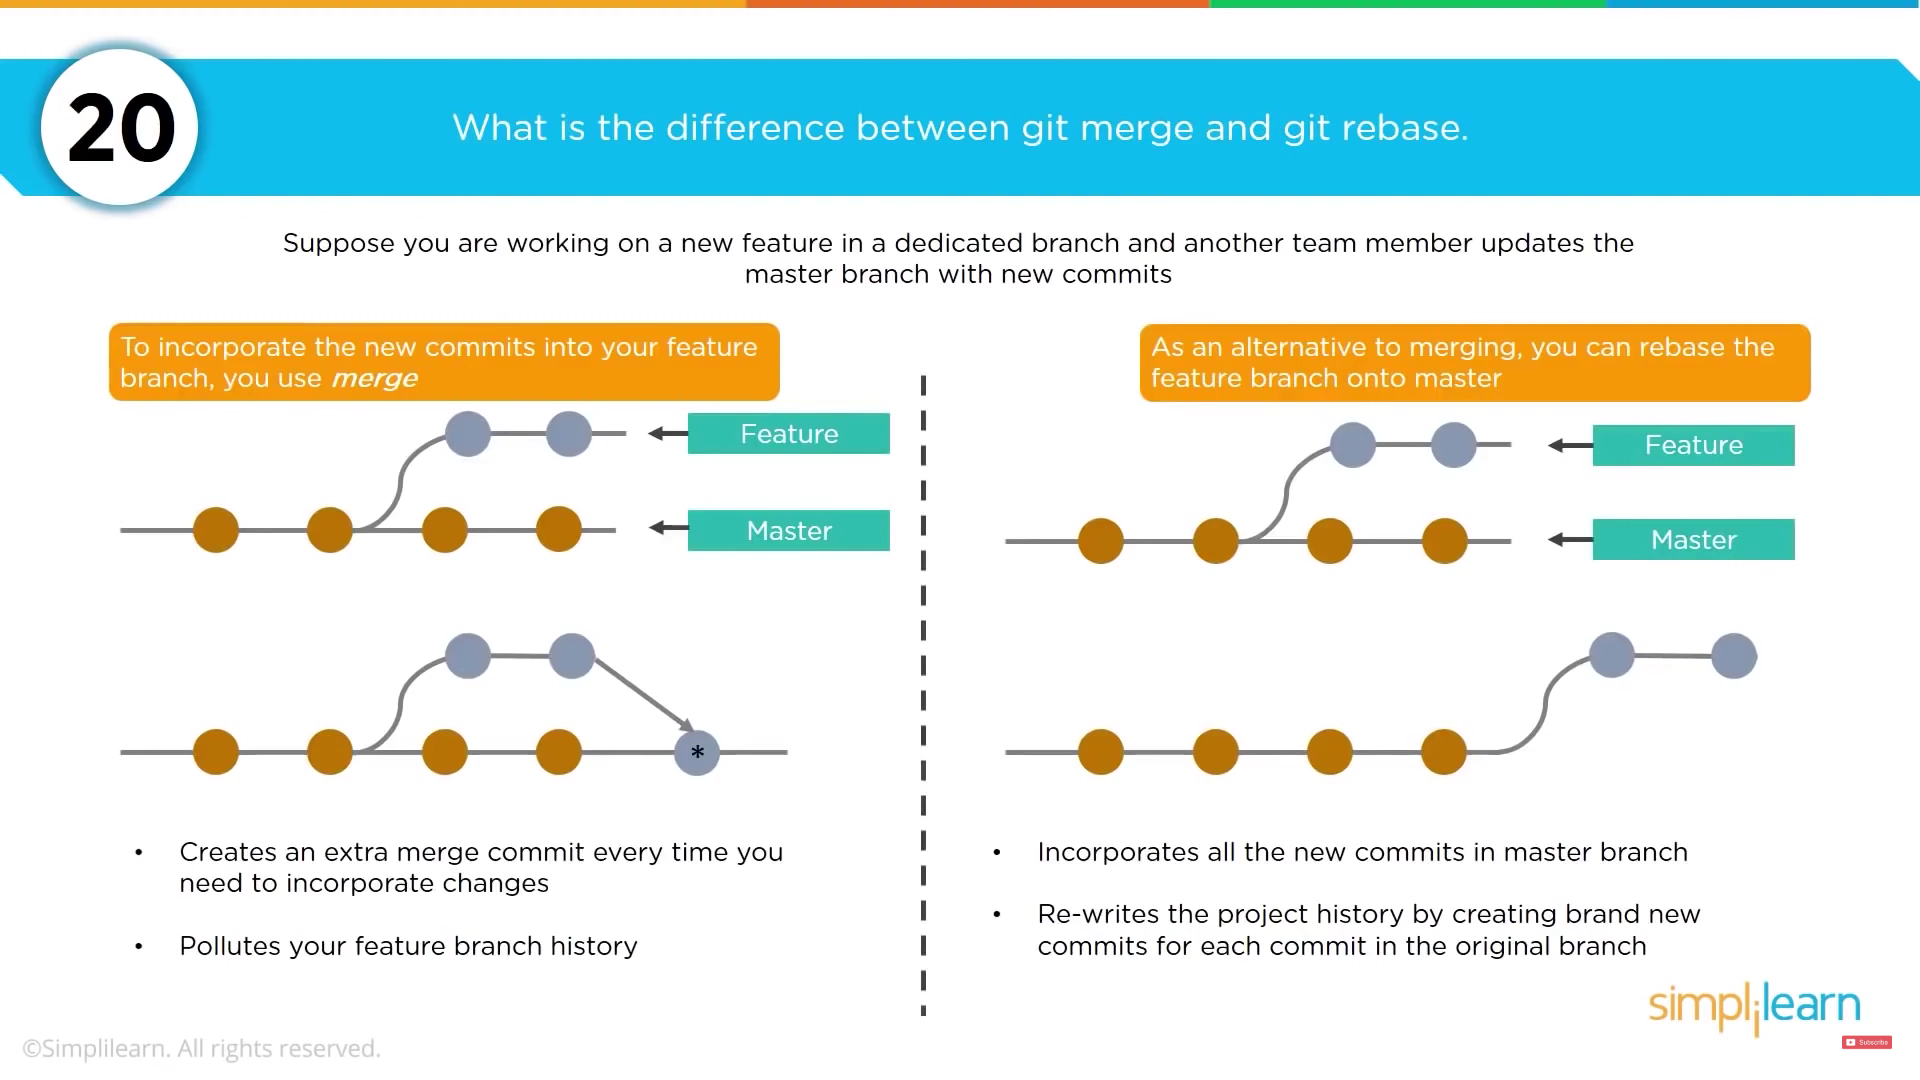 20
What is the difference between git merge and git rebase.
Suppose you are working on a new feature in a dedicated branch and another team member updates the
master branch with new commits
To incorporate the new commits into your feature
branch, you use merge
Feature
Master
*
• Creates an extra merge commit every time you
need to incorporate changes
• Pollutes your feature branch history
As an alternative to merging, you can rebase the
feature branch onto master
Feature
Master
• Incorporates all the new commits in master branch
• Re-writes the project history by creating brand new
commits for each commit in the original branch
simplilearn
Subscribe
©Simplilearn. All rights reserved.